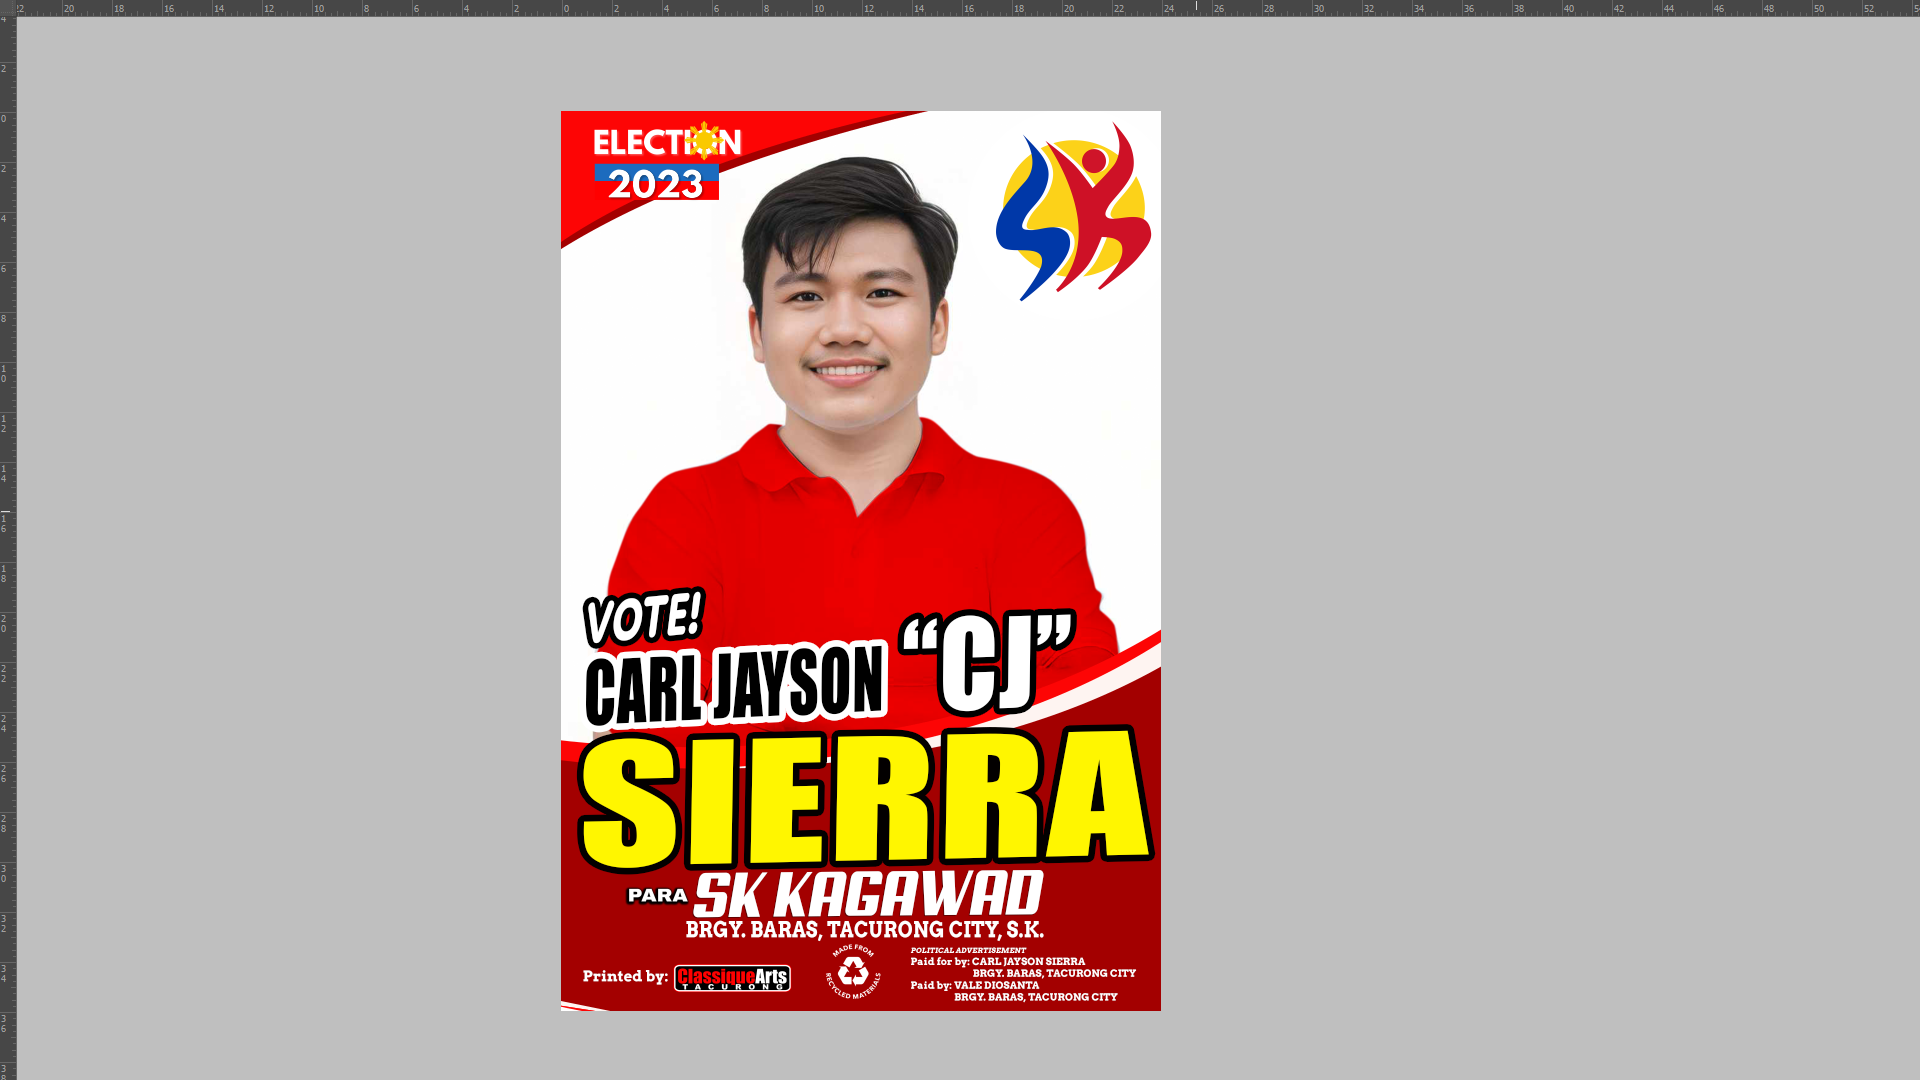 ELECTION
2023
VOTE!
CARL JAYSON "CJ"
SIERRA
PARA SK KAGAWAD
BRGY. BARAS, TACURONG CITY, S.K.
Printed by: ClassiqueArts
TACURONG
MADE FROM
RECYCLED MATERIALS
POLITICAL ADVERTISEMENT
Paid for by: CARL JAYSON SIERRA
BRGY. BARAS, TACURONG CITY
Paid by: VALE DIOSANTA
BRGY. BARAS, TACURONG CITY